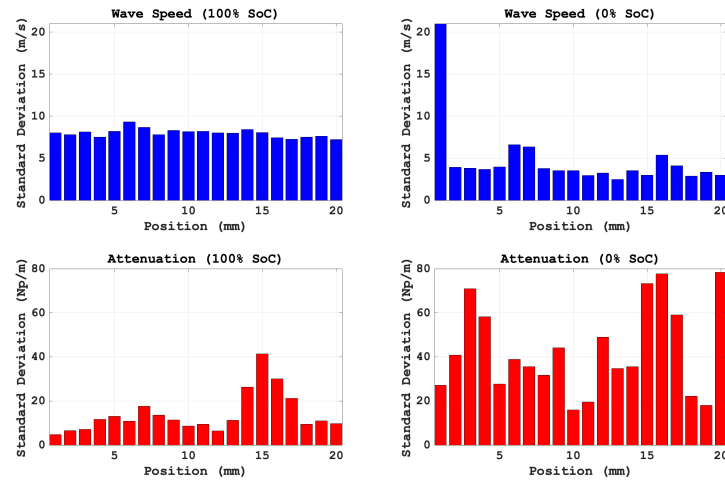 Wave Speed (100% SoC)
Standard Deviation (m/s)
20
15
10
5
0
5 10 15 20
Position (mm)
Wave Speed (0% SoC)
Standard Deviation (m/s)
20
15
10
5
0
5 10 15 20
Position (mm)
Attenuation (100% SoC)
Standard Deviation (Np/m)
80
60
40
20
0
5 10 15 20
Position (mm)
Attenuation (0% SoC)
Standard Deviation (Np/m)
80
60
40
20
0
5 10 15 20
Position (mm)